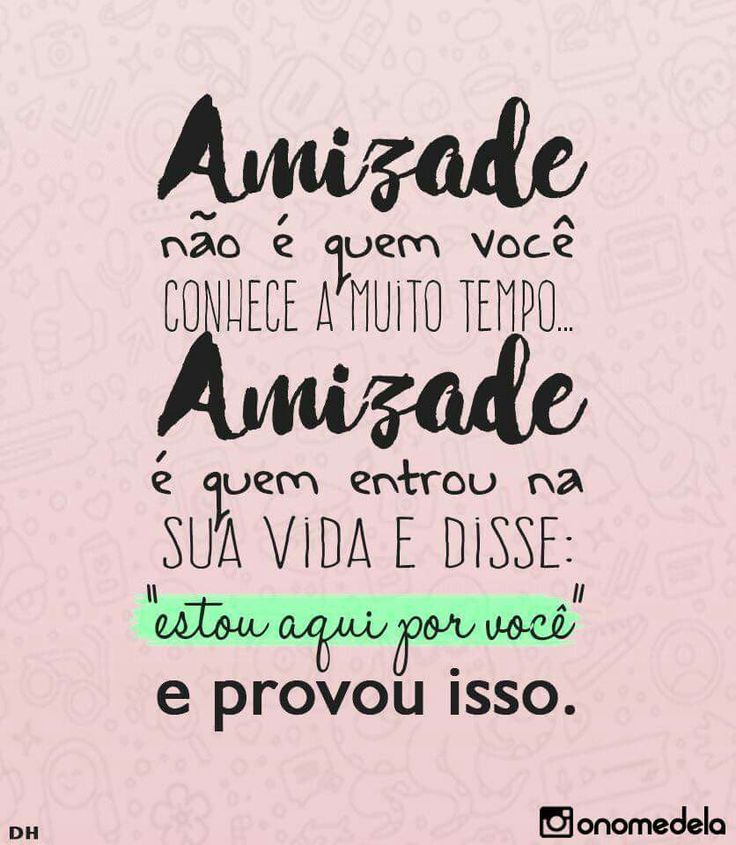 Amizade
não é quem você
CONHECE A MUiTO TEMPO...
Amizade
é quem entrou na
SUA ViDA E DiSSE:
"estou aqui por você"
e provou isso.
DH
onomedela